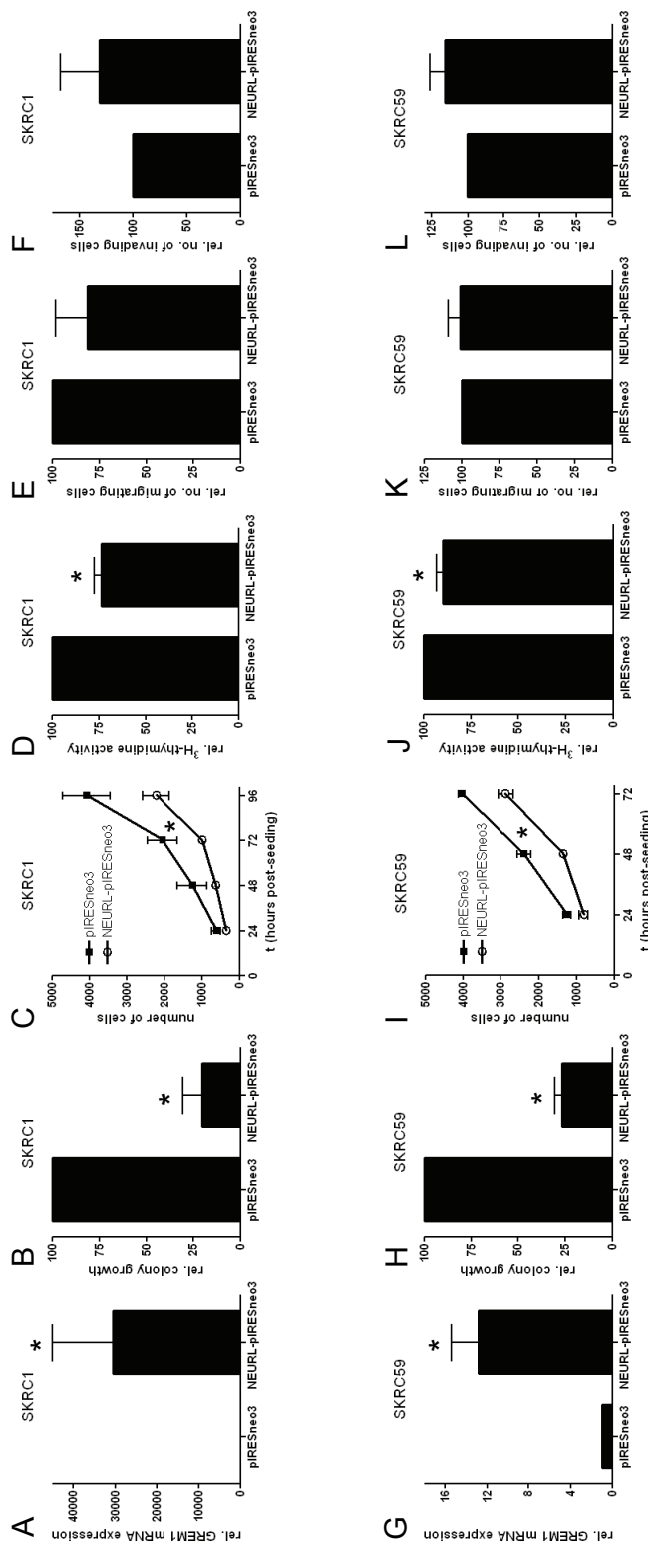 A
SKRC1
rel. GREM1 mRNA expression
40000
30000
20000
10000
0
*
pIRESneo3
NEURL-pIRESneo3
B
SKRC1
rel. colony growth
100
75
50
25
0
*
pIRESneo3
NEURL-pIRESneo3
C
SKRC1
number of cells
5000
4000
3000
2000
1000
0
pIRESneo3
NEURL-pIRESneo3
*
0
24
48
72
96
t (hours post-seeding)
D
SKRC1
rel. ³H-thymidine activity
100
75
50
25
0
*
pIRESneo3
NEURL-pIRESneo3
E
SKRC1
rel. no. of migrating cells
100
75
50
25
0
pIRESneo3
NEURL-pIRESneo3
F
SKRC1
rel. no. of invading cells
150
100
50
0
pIRESneo3
NEURL-pIRESneo3
G
SKRC59
rel. GREM1 mRNA expression
16
12
8
4
0
*
pIRESneo3
NEURL-pIRESneo3
H
SKRC59
rel. colony growth
100
75
50
25
0
*
pIRESneo3
NEURL-pIRESneo3
I
SKRC59
number of cells
5000
4000
3000
2000
1000
0
pIRESneo3
NEURL-pIRESneo3
*
0
24
48
72
t (hours post-seeding)
J
SKRC59
rel. ³H-thymidine activity
100
75
50
25
0
*
pIRESneo3
NEURL-pIRESneo3
K
SKRC59
rel. no. of migrating cells
125
100
75
50
25
0
pIRESneo3
NEURL-pIRESneo3
L
SKRC59
rel. no. of invading cells
125
100
75
50
25
0
pIRESneo3
NEURL-pIRESneo3